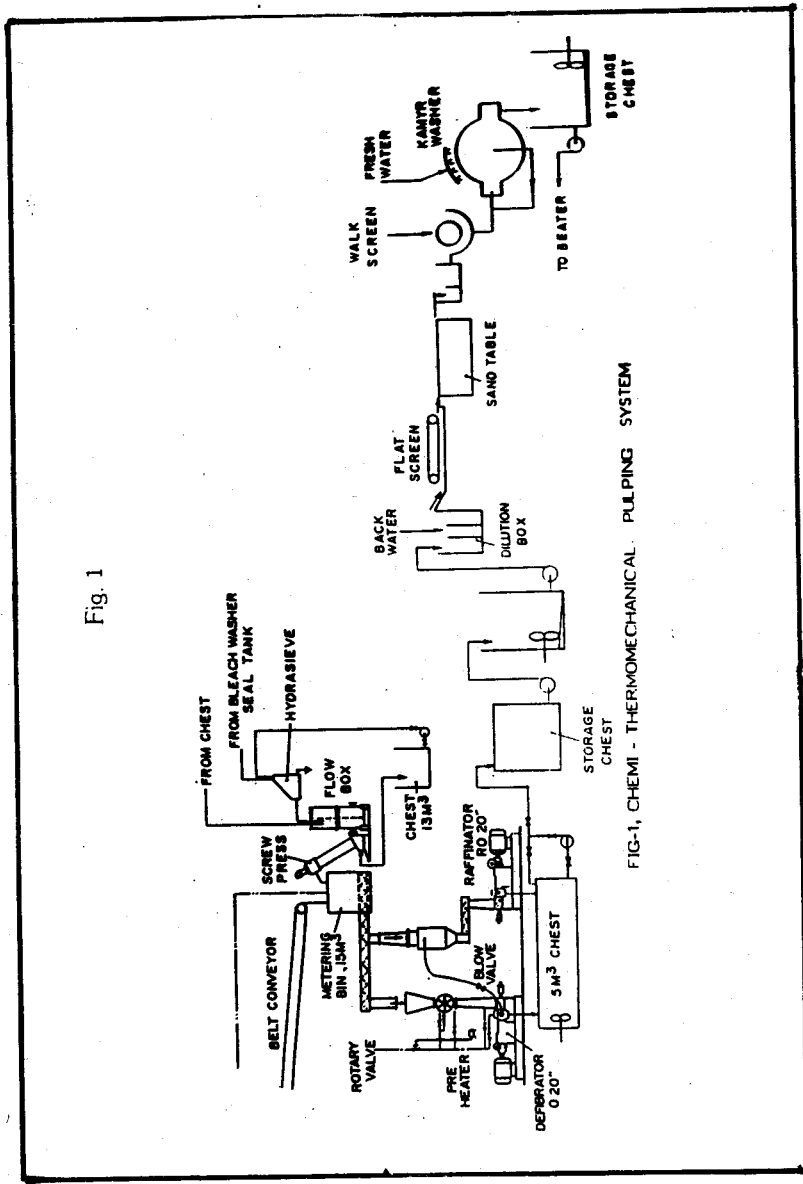 Fig. 1
FROM CHEST
FROM BLEACH WASHER
SEAL TANK
HYDRASIEVE
FLOW
BOX
CHEST
13M³
SCREW
PRESS
BELT CONVEYOR
METERING
BIN, 15M³
ROTARY
VALVE
PRE
HEATER
BLOW
VALVE
DEFIBRATOR
O 20"
RAFFINATOR
RO 20"
5 M³ CHEST
STORAGE
CHEST
BACK
WATER
DILUTION
BOX
FLAT
SCREEN
SAND TABLE
WALK
SCREEN
FRESH
WATER
KAMYR
WASHER
TO BEATER
STORAGE
CHEST
FIG-1, CHEMI - THERMOMECHANICAL PULPING SYSTEM